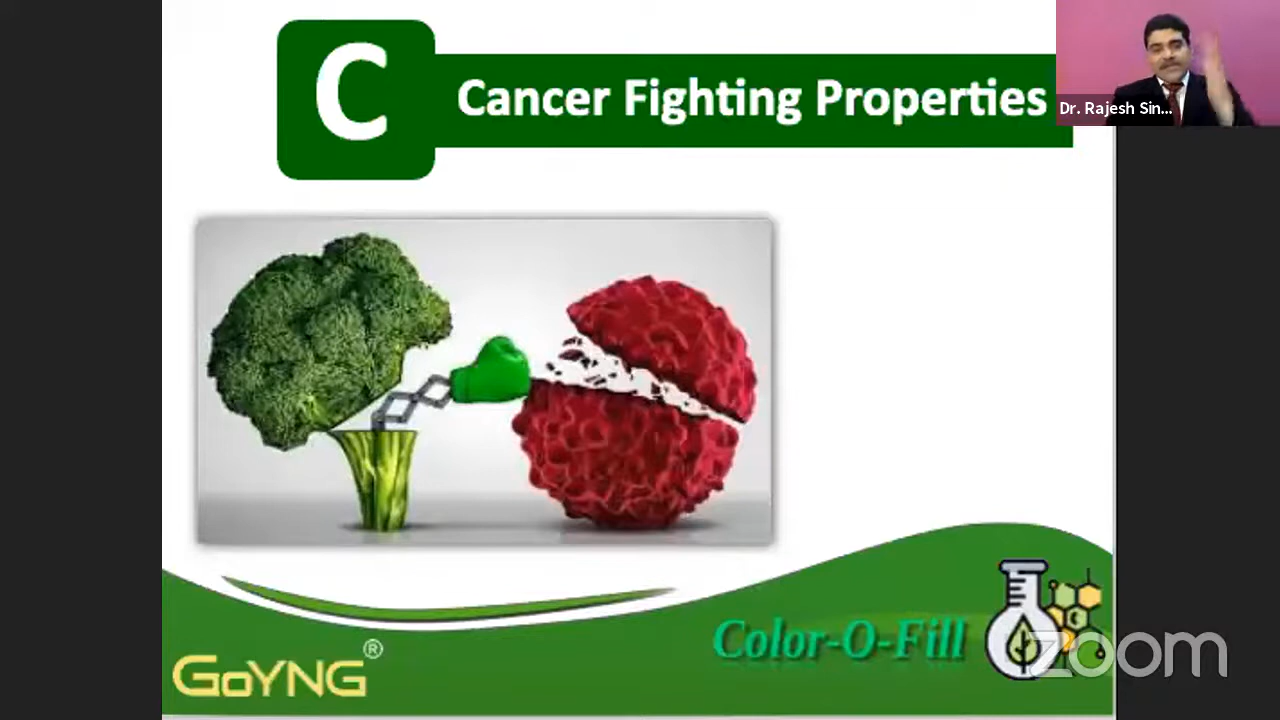 C
Cancer Fighting Properties
Dr. Rajesh Sin...
Color-O-Fill
GoYNG®
zoom